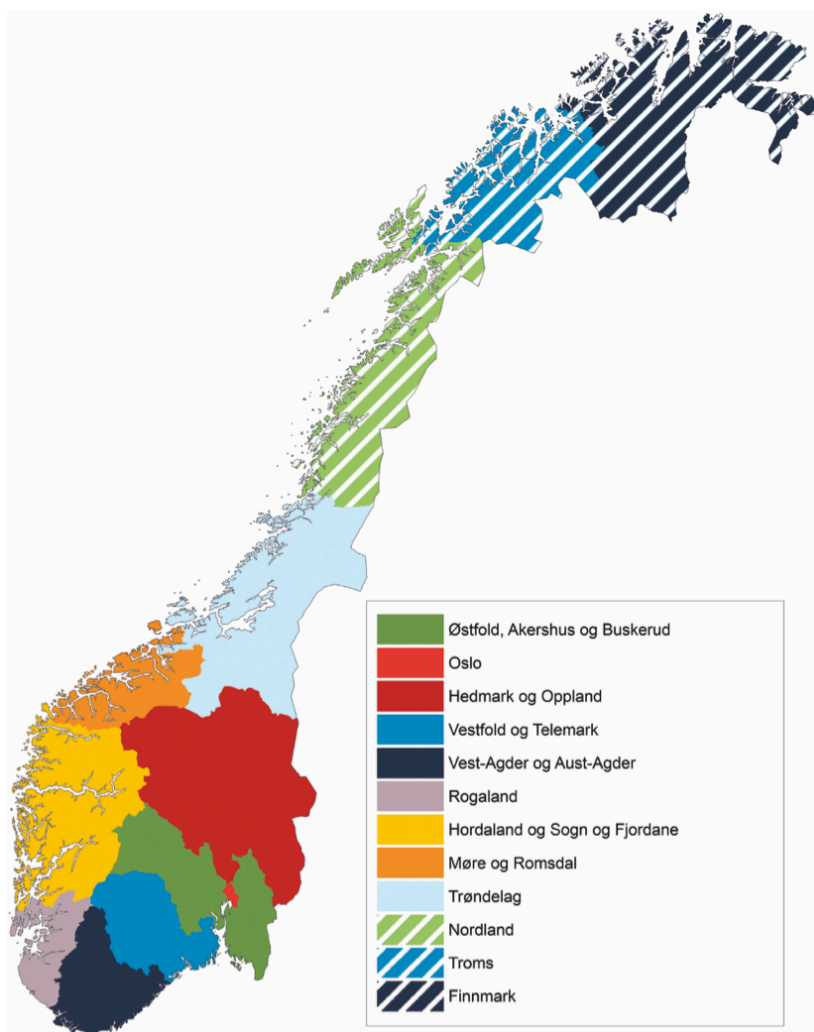 Østfold, Akershus og Buskerud
Oslo
Hedmark og Oppland
Vestfold og Telemark
Vest-Agder og Aust-Agder
Rogaland
Hordaland og Sogn og Fjordane
Møre og Romsdal
Trøndelag
Nordland
Troms
Finnmark